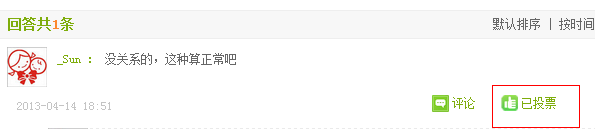 回答共1条 默认排序 | 按时间
_Sun : 没关系的，这种算正常吧
2013-04-14 18:51 评论 已投票